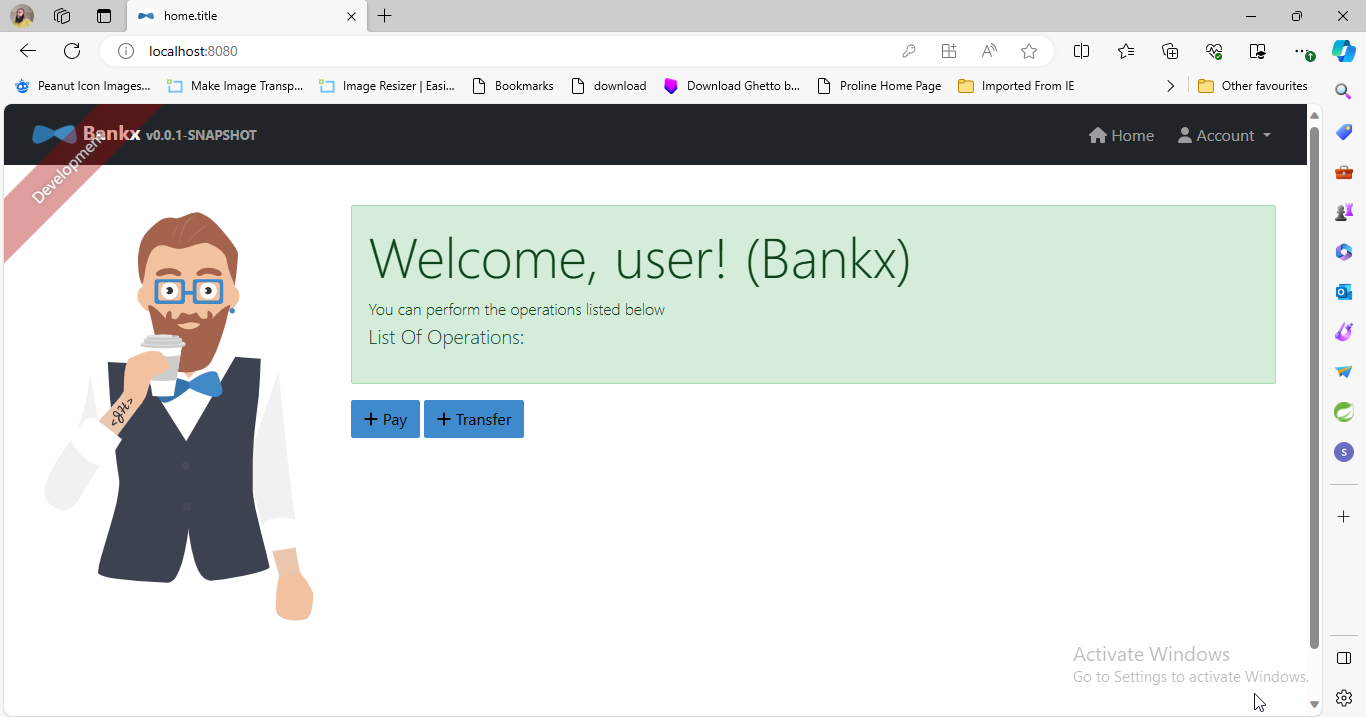 home.title
localhost:8080
Peanut Icon Images... Make Image Transp... Image Resizer | Easi... Bookmarks download Download Ghetto b... Proline Home Page Imported From IE Other favourites
Bankx v0.0.1-SNAPSHOT Home Account
Development
Welcome, user! (Bankx)
You can perform the operations listed below
List Of Operations:
+ Pay + Transfer
<JH>
S
Activate Windows
Go to Settings to activate Windows.